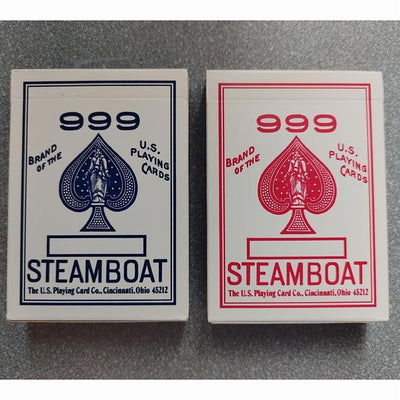 999
BRAND OF THE
U.S. PLAYING CARDS
STEAMBOAT
The U.S. Playing Card Co., Cincinnati, Ohio 45212
999
BRAND OF THE
U.S. PLAYING CARDS
STEAMBOAT
The U.S. Playing Card Co., Cincinnati, Ohio 45212